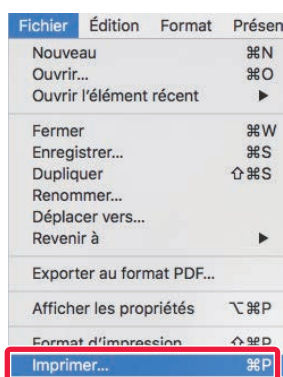 Fichier Édition Format Présen
Nouveau ⌘N
Ouvrir... ⌘O
Ouvrir l'élément récent ▶
Fermer ⌘W
Enregistrer... ⌘S
Dupliquer ⇧⌘S
Renommer...
Déplacer vers...
Revenir à ▶
Exporter au format PDF...
Afficher les propriétés ⌥⌘P
Format d'impression ⇧⌘P
Imprimer... ⌘P